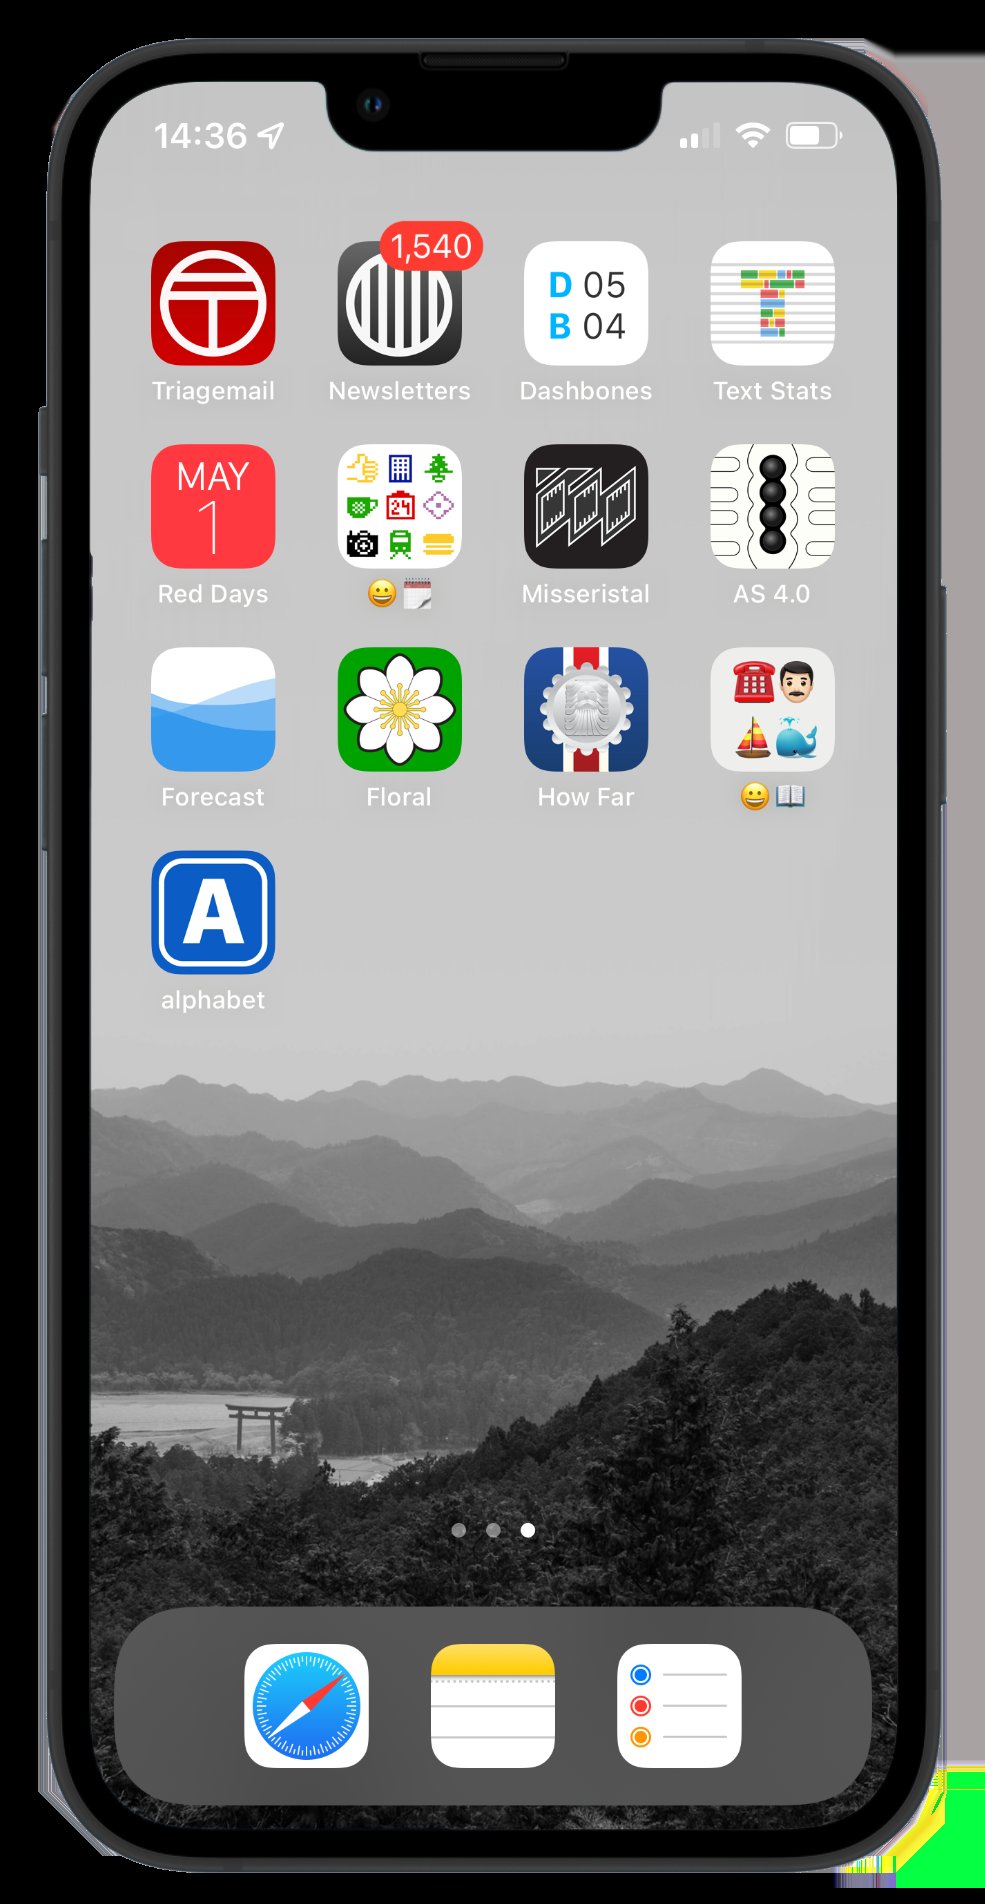 14:36
1,540
D 05
B 04
Triagemail
Newsletters
Dashbones
Text Stats
MAY
1
24
Red Days
😀🗓️
Misseristal
AS 4.0
Forecast
Floral
How Far
😀📖
A
alphabet